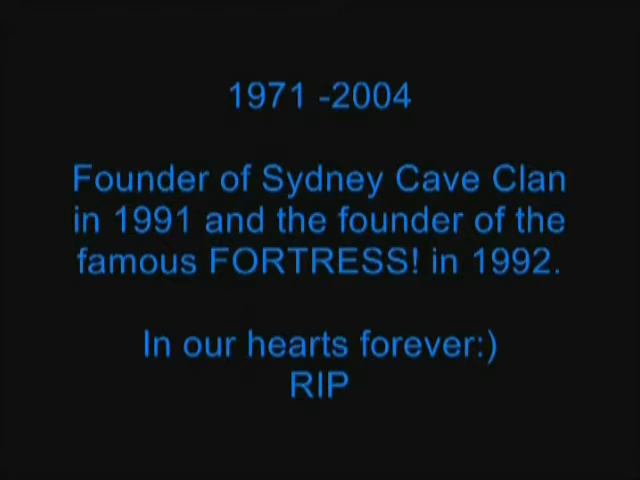 1971 -2004
Founder of Sydney Cave Clan
in 1991 and the founder of the
famous FORTRESS! in 1992.
In our hearts forever:)
RIP